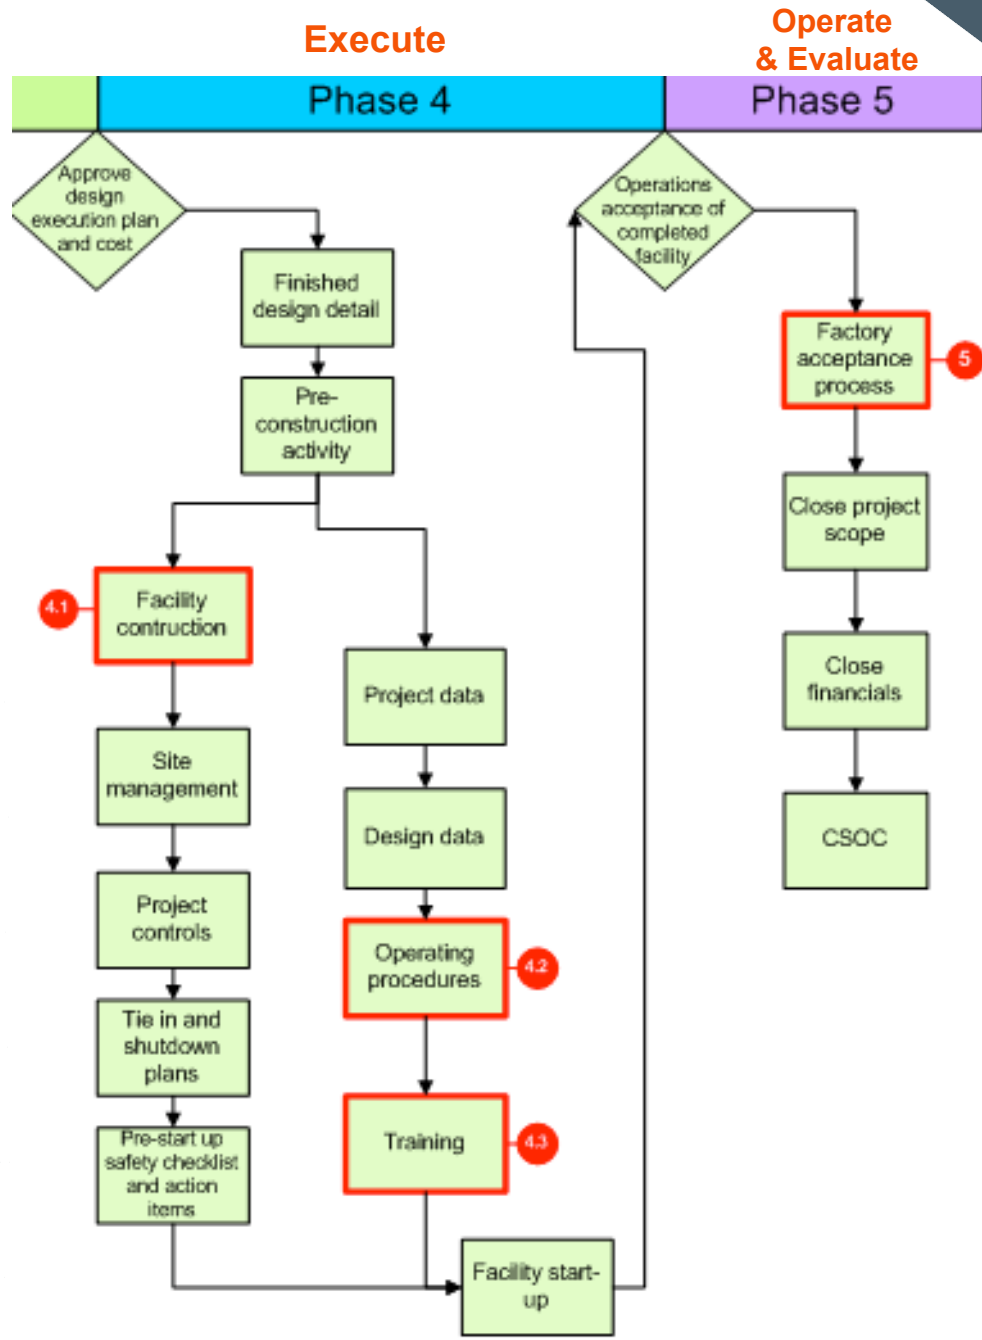 Execute
Operate
& Evaluate
Phase 4
Phase 5
Approve
design
execution plan
and cost
Finished
design detail
Pre-
construction
activity
4.1
Facility
contruction
Site
management
Project
controls
Tie in and
shutdown
plans
Pre-start up
safety checklist
and action
items
Project data
Design data
Operating
procedures
4.2
Training
4.3
Facility start-
up
Operations
acceptance of
completed
facility
Factory
acceptance
process
5
Close project
scope
Close
financials
CSOC